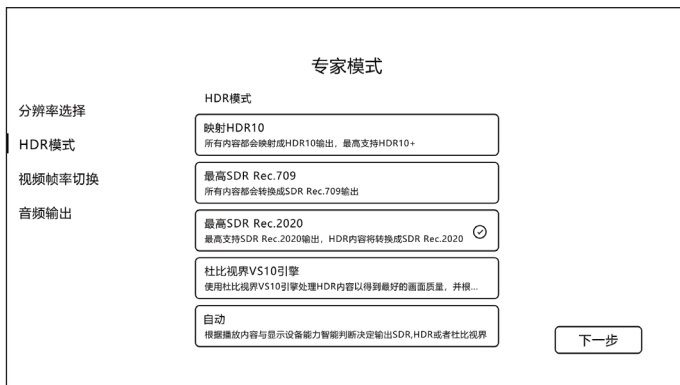 专家模式
分辨率选择
HDR模式
视频帧率切换
音频输出
HDR模式
映射HDR10
所有内容都会映射成HDR10输出，最高支持HDR10+
最高SDR Rec.709
所有内容都会转换成SDR Rec.709输出
最高SDR Rec.2020
最高支持SDR Rec.2020输出，HDR内容将转换成SDR Rec.2020
杜比视界VS10引擎
使用杜比视界VS10引擎处理HDR内容以得到最好的画面质量，并根...
自动
根据播放内容与显示设备能力智能判断决定输出SDR,HDR或者杜比视界
下一步